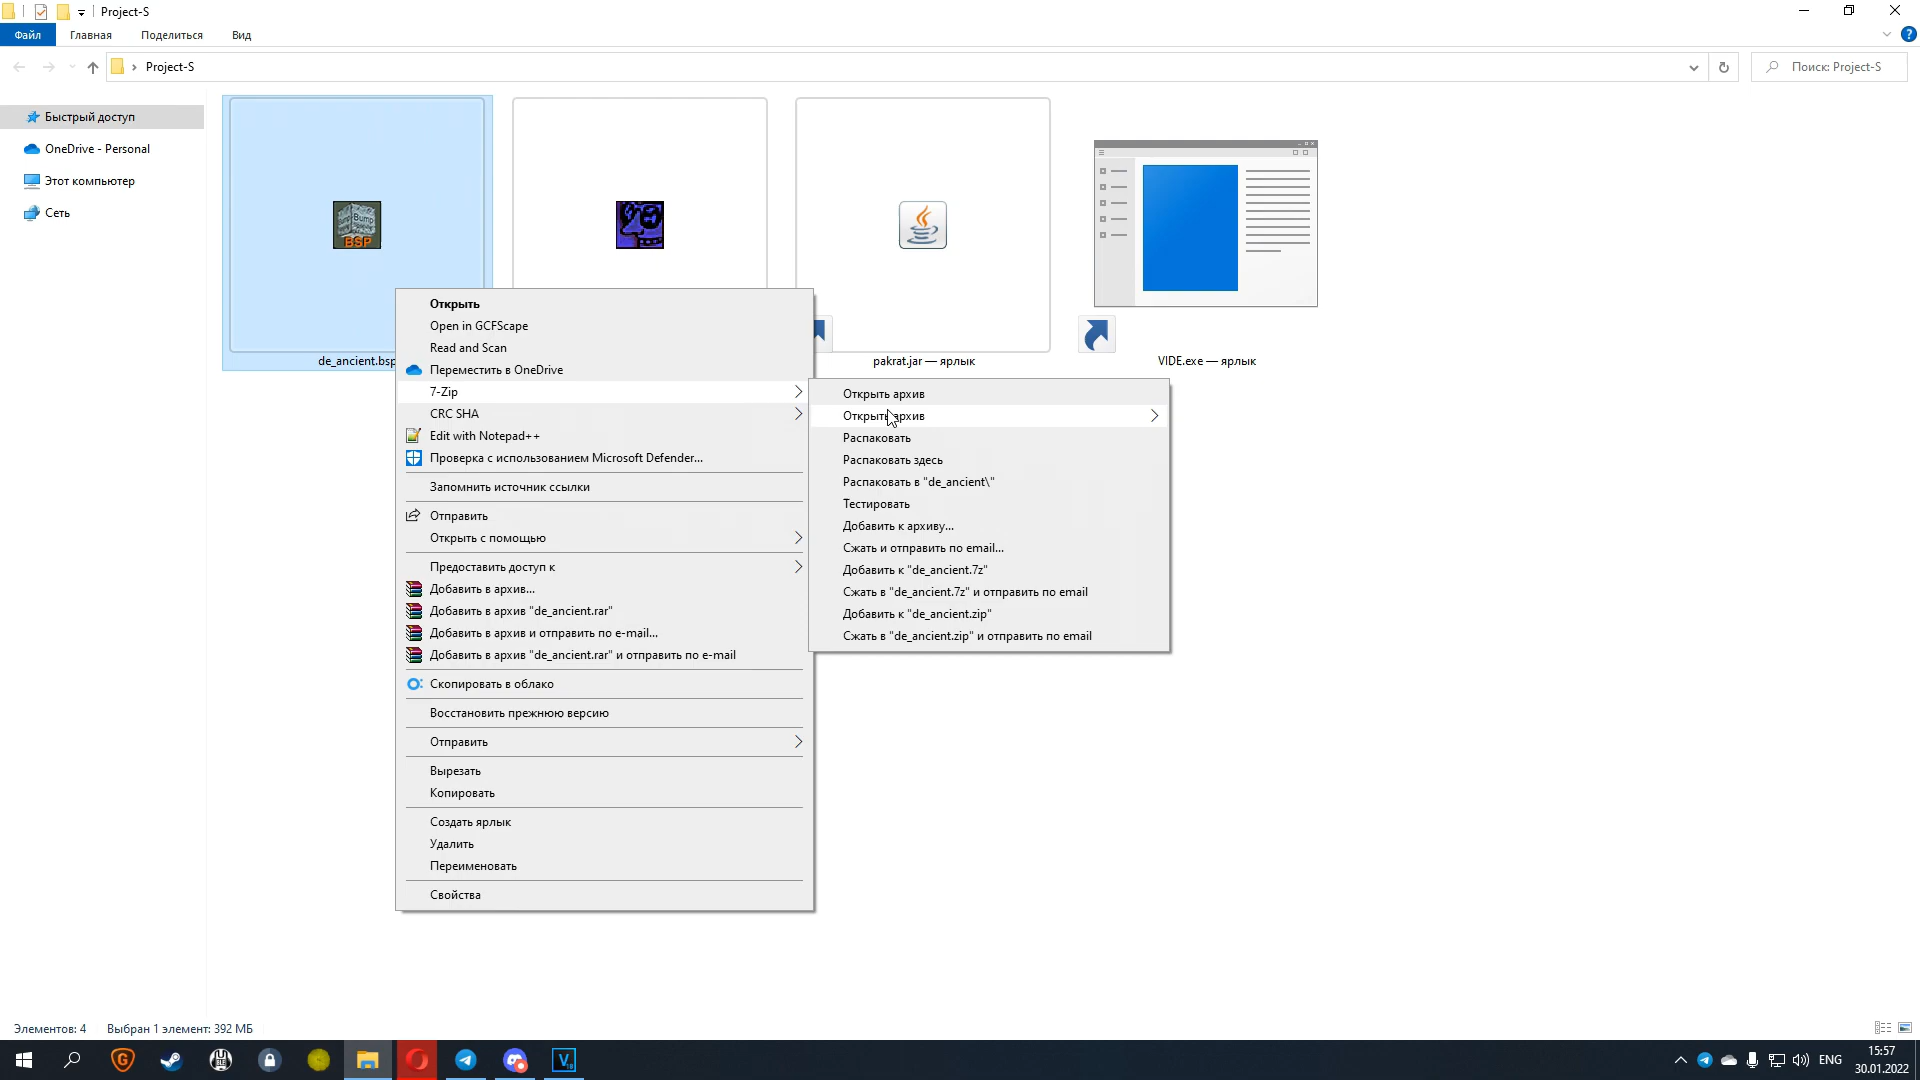 Project-S
Файл
Главная
Поделиться
Вид
?
Project-S
Поиск: Project-S
Быстрый доступ
OneDrive - Personal
Этот компьютер
Сеть
BSP
de_ancient.bsp
pakrat.jar — ярлык
VIDE.exe — ярлык
Открыть
Open in GCFScape
Read and Scan
Переместить в OneDrive
7-Zip
CRC SHA
Edit with Notepad++
Проверка с использованием Microsoft Defender...
Запомнить источник ссылки
Отправить
Открыть с помощью
Предоставить доступ к
Добавить в архив...
Добавить в архив "de_ancient.rar"
Добавить в архив и отправить по e-mail...
Добавить в архив "de_ancient.rar" и отправить по e-mail
Скопировать в облако
Восстановить прежнюю версию
Отправить
Вырезать
Копировать
Создать ярлык
Удалить
Переименовать
Свойства
Открыть архив
Открыть архив
Распаковать
Распаковать здесь
Распаковать в "de_ancient\"
Тестировать
Добавить к архиву...
Сжать и отправить по email...
Добавить к "de_ancient.7z"
Сжать в "de_ancient.7z" и отправить по email
Добавить к "de_ancient.zip"
Сжать в "de_ancient.zip" и отправить по email
Элементов: 4
Выбран 1 элемент: 392 МБ
ENG
15:57
30.01.2022